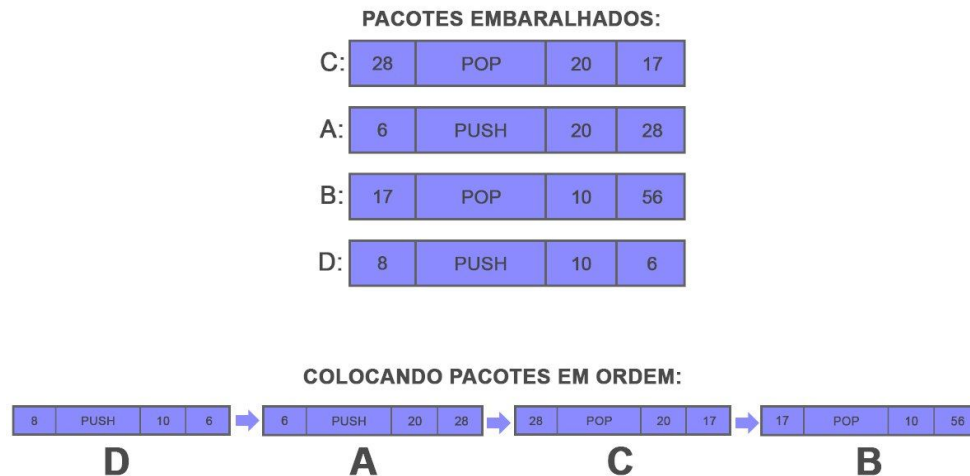 PACOTES EMBARALHADOS:
C: 28 POP 20 17
A: 6 PUSH 20 28
B: 17 POP 10 56
D: 8 PUSH 10 6
COLOCANDO PACOTES EM ORDEM:
8 PUSH 10 6 6 PUSH 20 28 28 POP 20 17 17 POP 10 56
D A C B